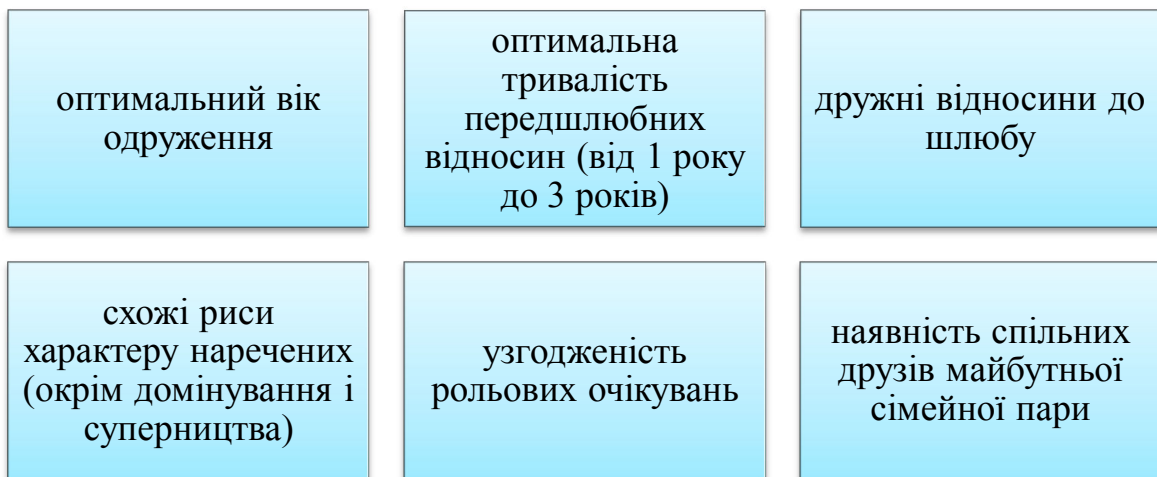 оптимальний вік
одруження
оптимальна
тривалість
передшлюбних
відносин (від 1 року
до 3 років)
дружні відносини до
шлюбу
схожі риси
характеру наречених
(окрім домінування і
суперництва)
узгодженість
рольових очікувань
наявність спільних
друзів майбутньої
сімейної пари